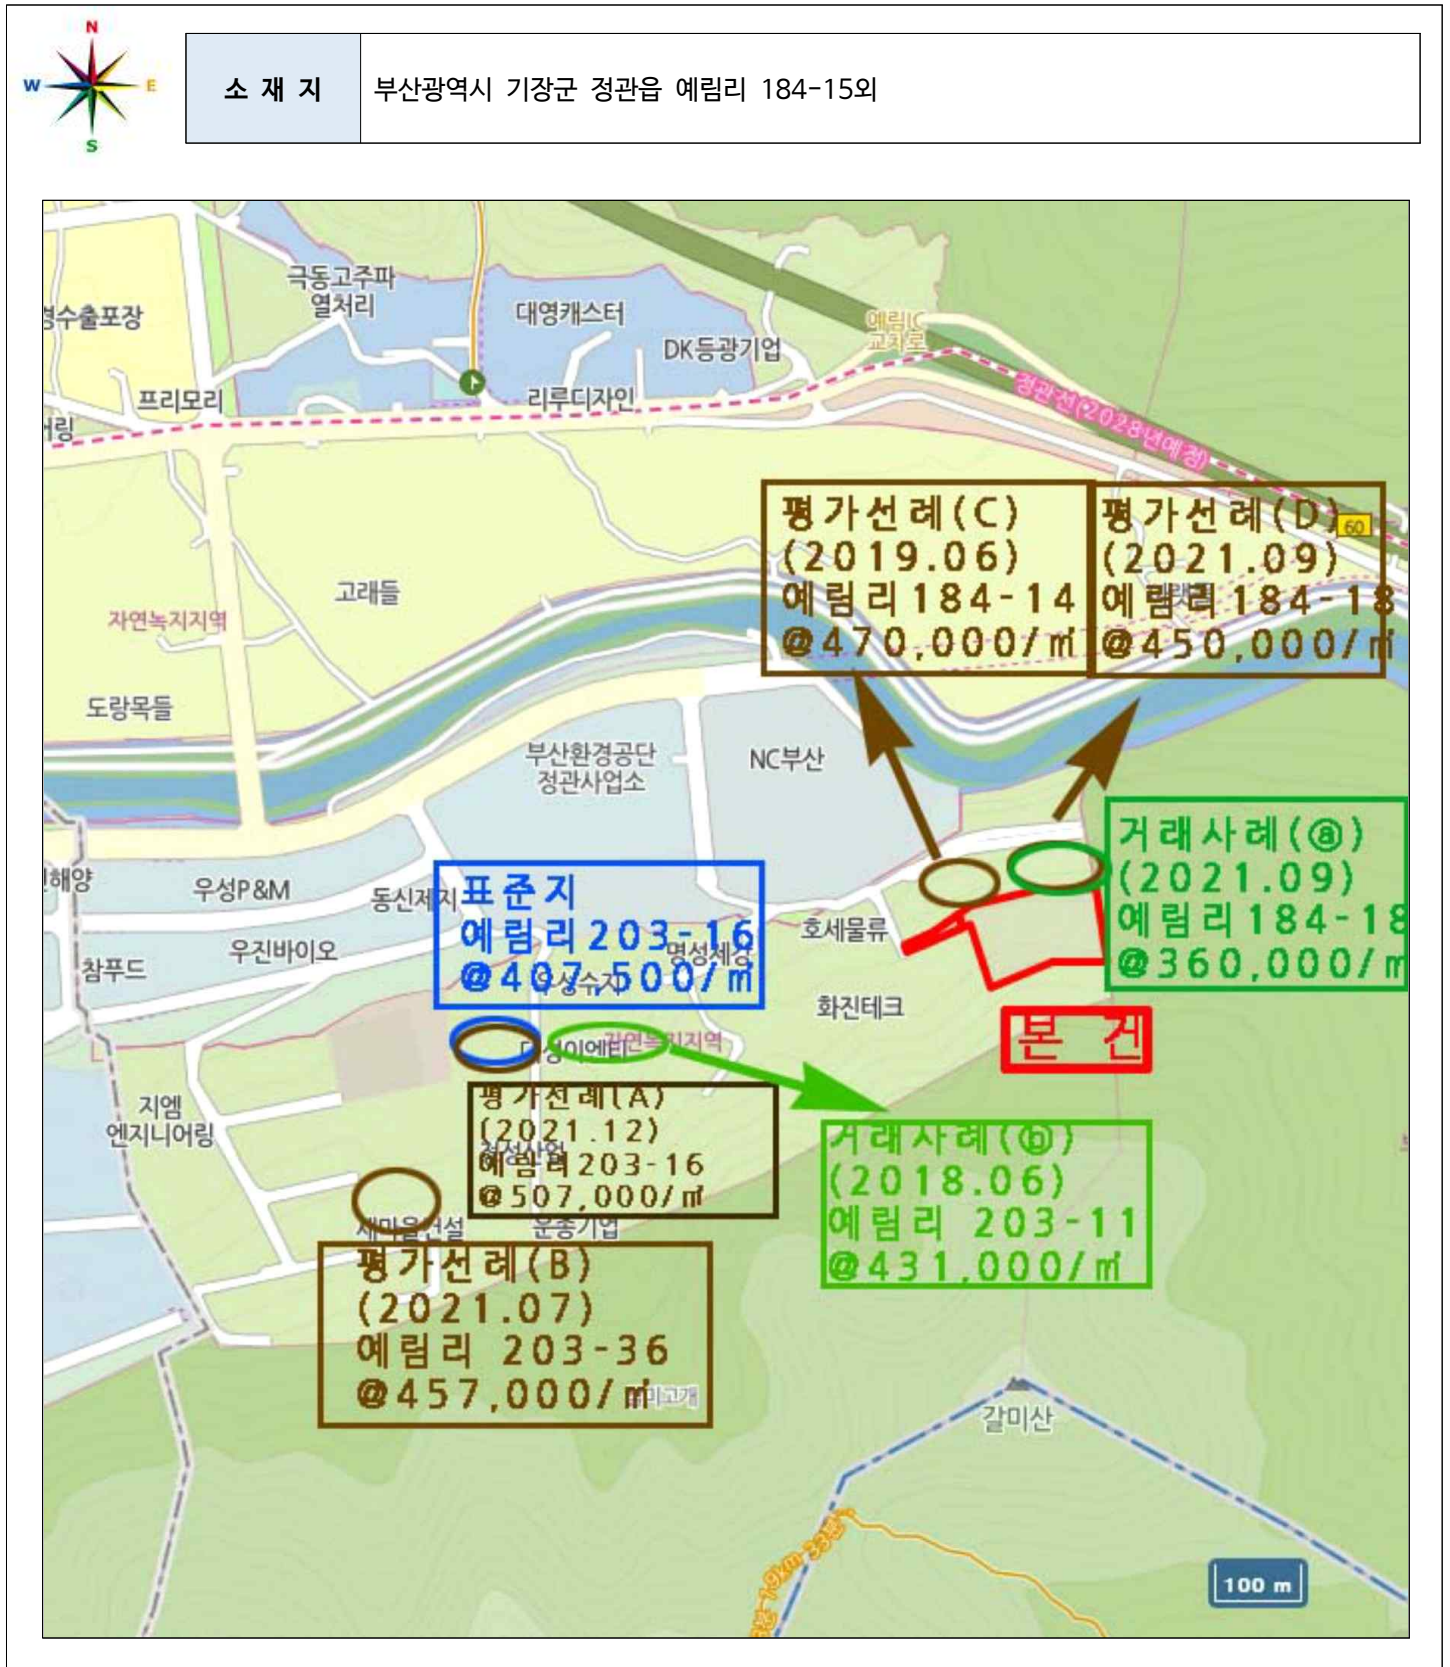 N
W
E
S
소 재 지
부산광역시 기장군 정관읍 예림리 184-15외
극동고주파
열처리
대영캐스터
DK등광기업
예림IC
교차로
경수출포장
프리모리
리루디자인
정관선(2028년예정)
60
평가선례(C)
(2019.06)
예림리184-14
@470,000/㎡
평가선례(D)
(2021.09)
예림리184-18
@450,000/㎡
고래들
자연녹지지역
도랑목들
부산환경공단
정관사업소
NC부산
거래사례(ⓐ)
(2021.09)
예림리184-18
@360,000/㎡
해양
우성P&M
동신제지
표준지
예림리203-16
@407,500/㎡
명성제강
우성수지
호세물류
우진바이오
참푸드
화진테크
본 건
자연녹지지역
지엠
엔지니어링
평가선례(A)
(2021.12)
예림리203-16
@507,000/㎡
거래사례(ⓑ)
(2018.06)
예림리 203-11
@431,000/㎡
새마을건설
운송기업
평가선례(B)
(2021.07)
예림리 203-36
@457,000/㎡
갈미산
100 m